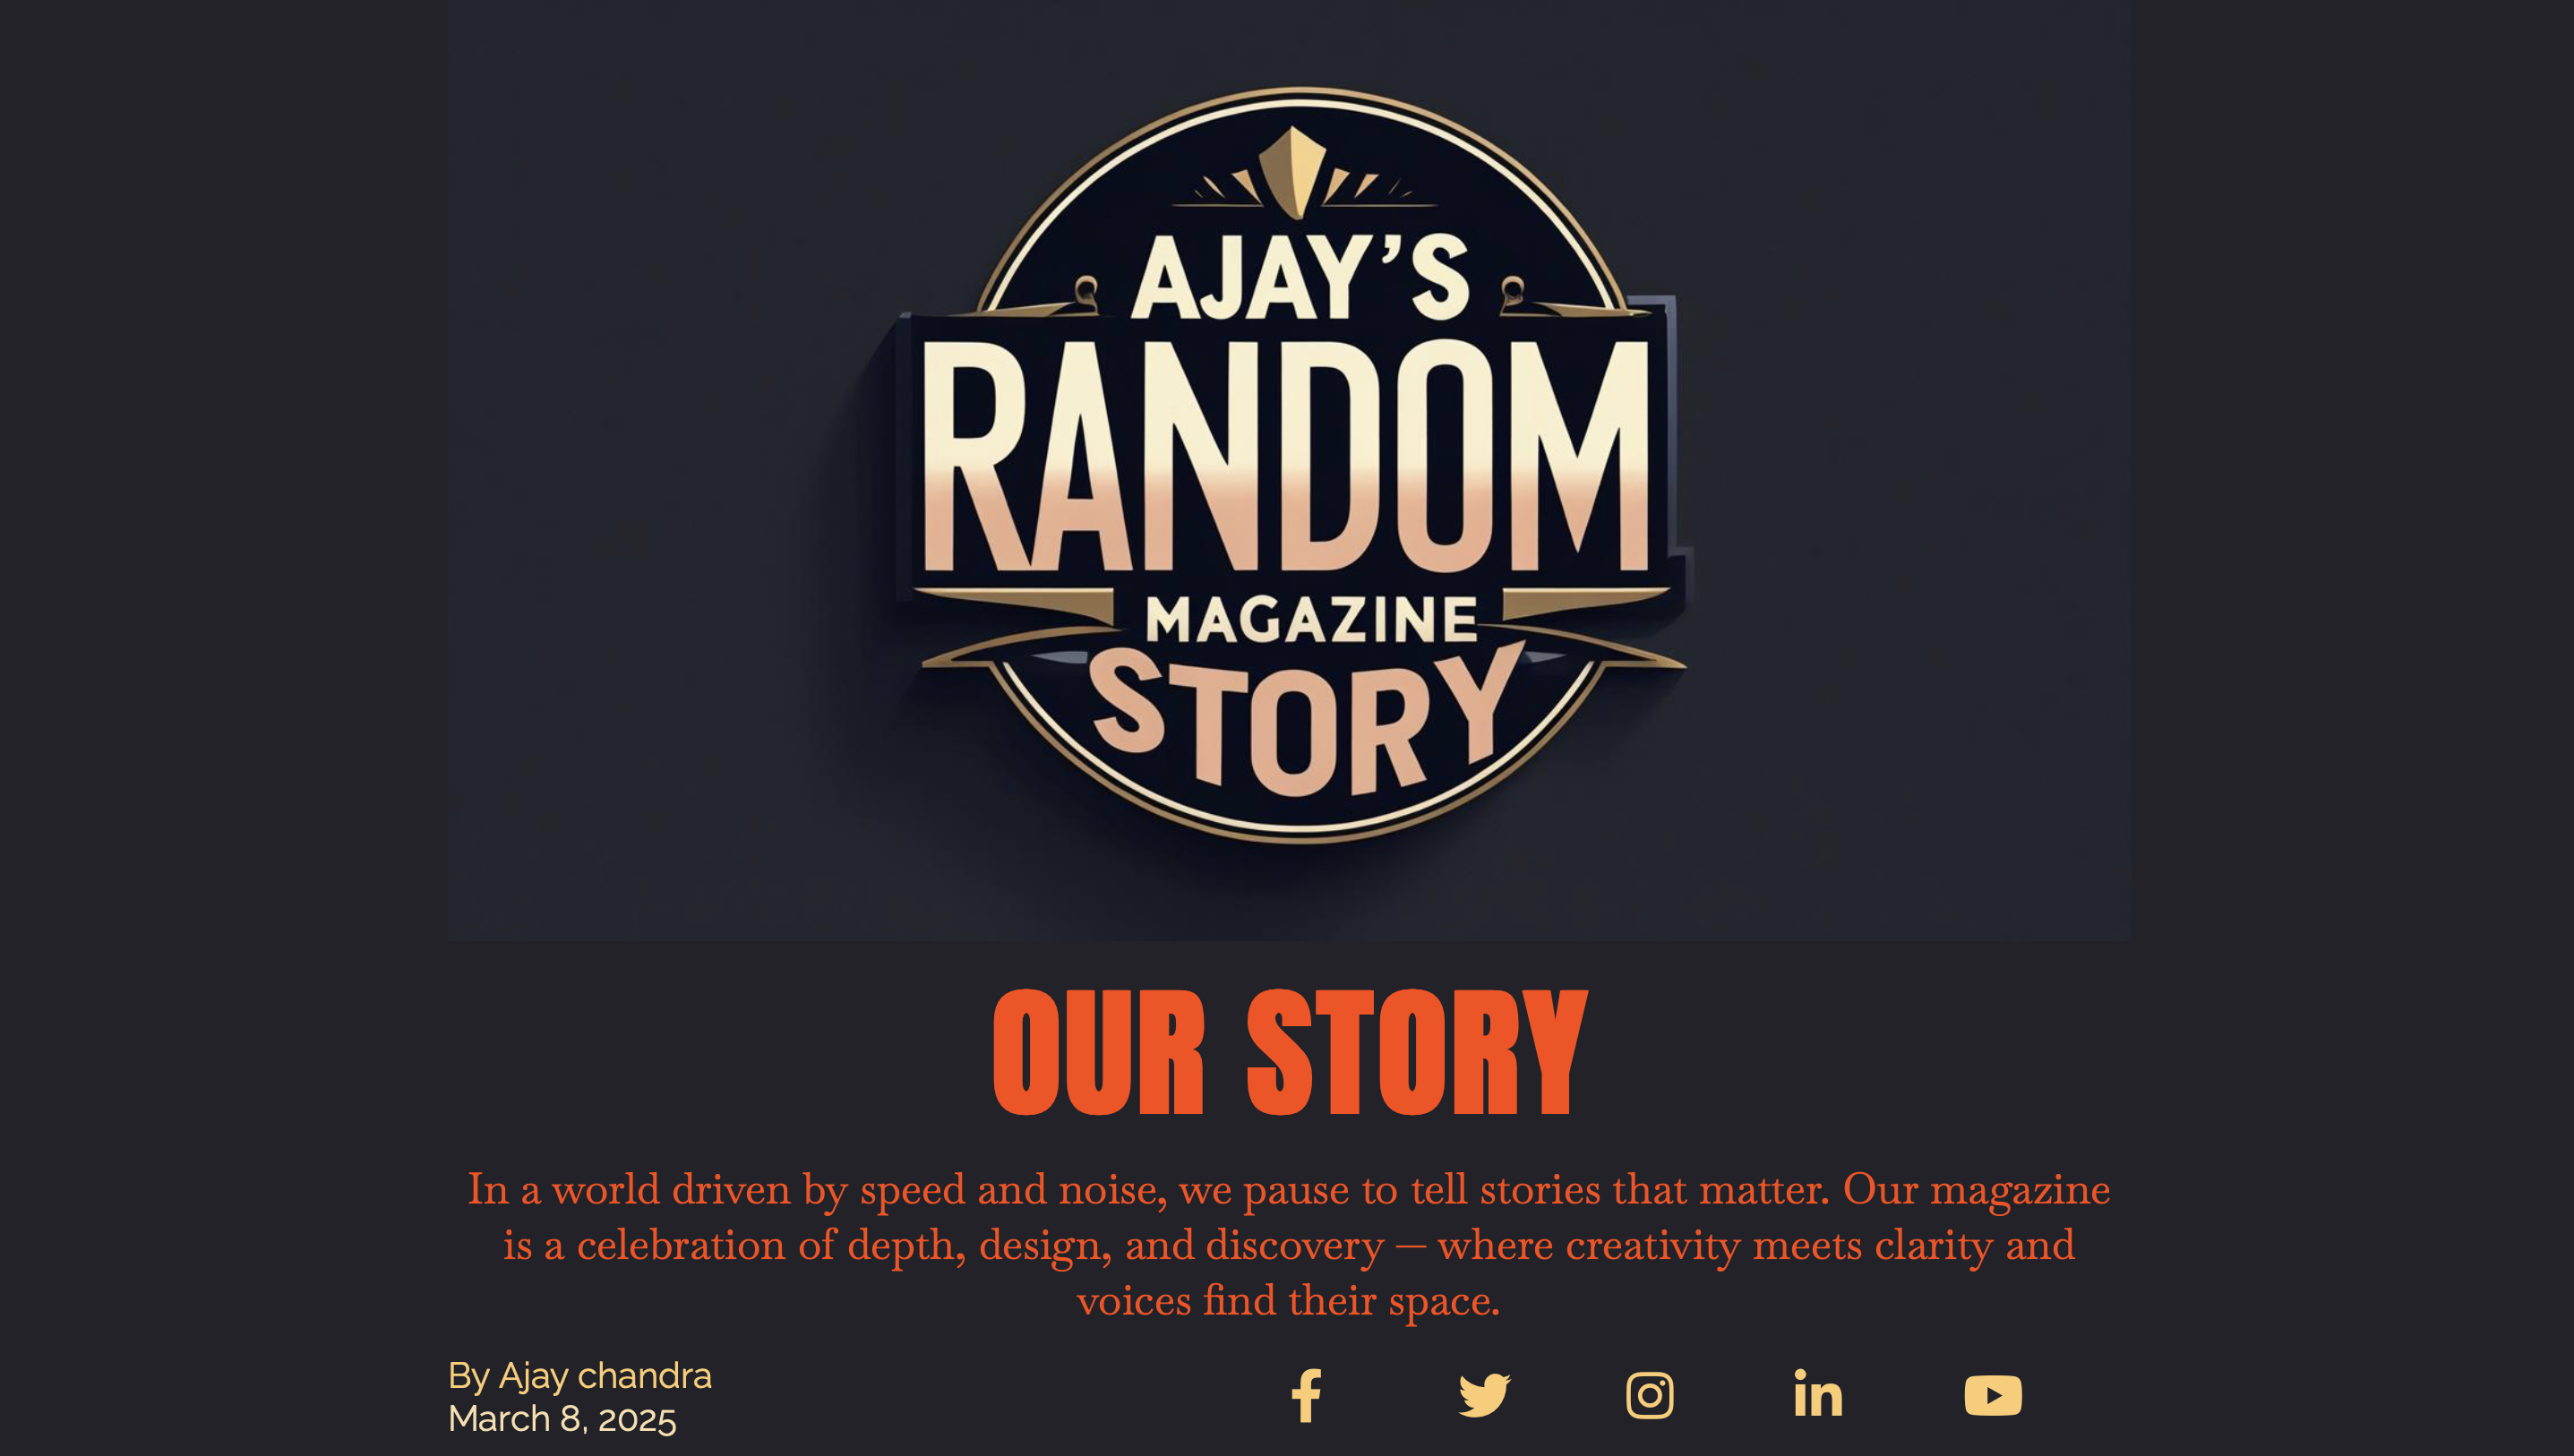 AJAY’S
RANDOM
MAGAZINE
STORY
OUR STORY
In a world driven by speed and noise, we pause to tell stories that matter. Our magazine
is a celebration of depth, design, and discovery — where creativity meets clarity and
voices find their space.
By Ajay chandra
March 8, 2025